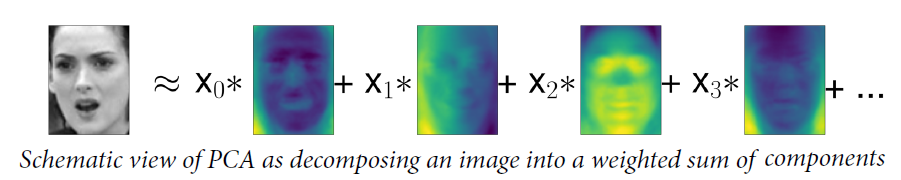 ≈ x₀* + x₁* + x₂* + x₃* + ...
Schematic view of PCA as decomposing an image into a weighted sum of components